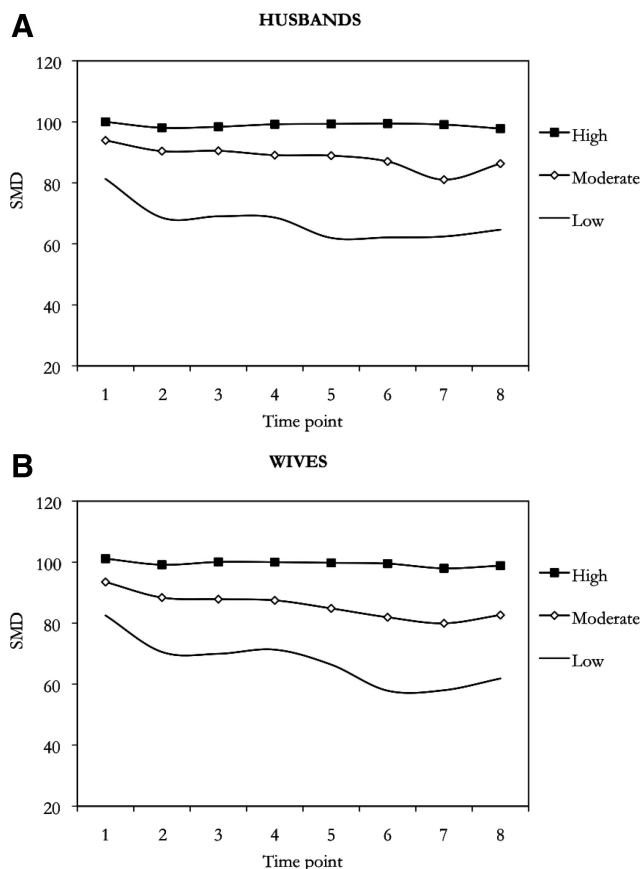 A
HUSBANDS
120
100
80
60
40
20
SMD
1 2 3 4 5 6 7 8
Time point
High
Moderate
Low
B
WIVES
120
100
80
60
40
20
SMD
1 2 3 4 5 6 7 8
Time point
High
Moderate
Low